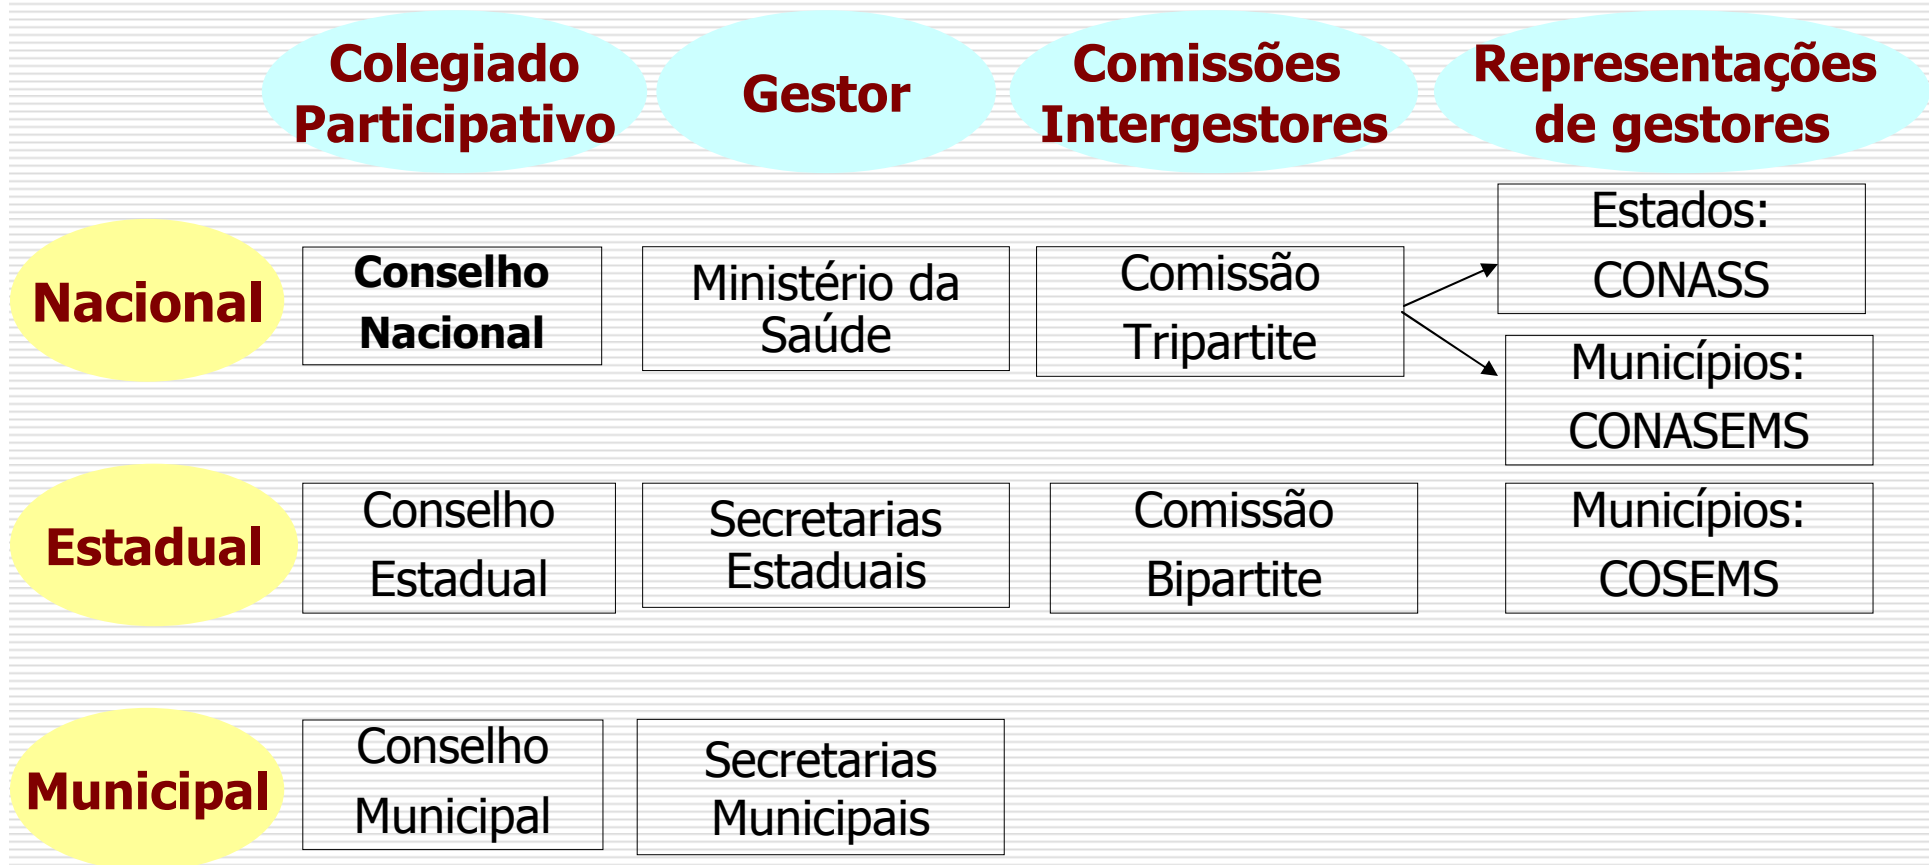 Colegiado
Participativo
Gestor
Comissões
Intergestores
Representações
de gestores
Nacional
Conselho
Nacional
Ministério da
Saúde
Comissão
Tripartite
Estados:
CONASS
Municípios:
CONASEMS
Estadual
Conselho
Estadual
Secretarias
Estaduais
Comissão
Bipartite
Municípios:
COSEMS
Municipal
Conselho
Municipal
Secretarias
Municipais